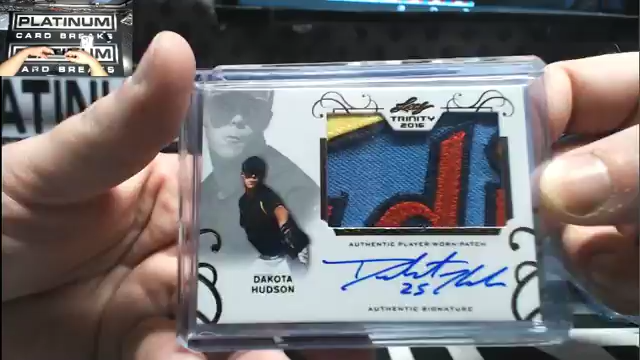 PLATINUM
CARD BREAKS
PLATINUM
CARD BREAKS
Leaf
TRINITY
2016
AUTHENTIC PLAYER-WORN PATCH
DAKOTA
HUDSON
25
AUTHENTIC SIGNATURE